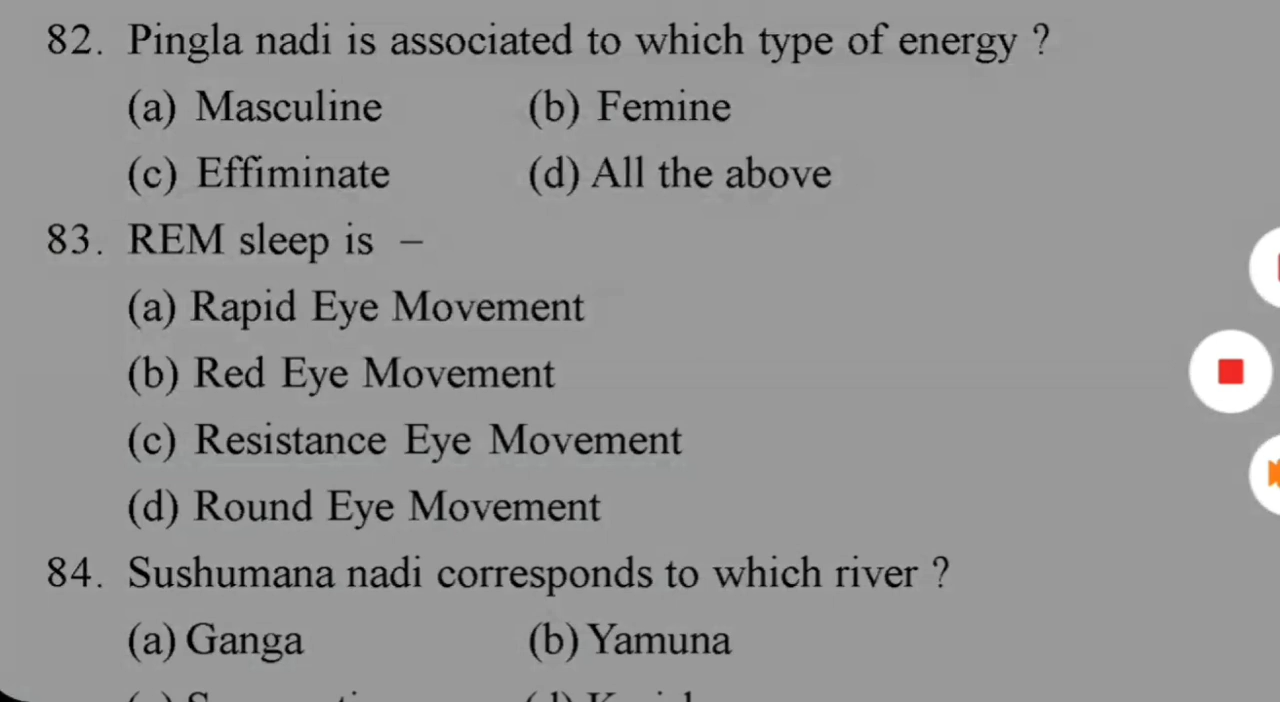 82. Pingla nadi is associated to which type of energy ?
(a) Masculine (b) Femine
(c) Effiminate (d) All the above
83. REM sleep is –
(a) Rapid Eye Movement
(b) Red Eye Movement
(c) Resistance Eye Movement
(d) Round Eye Movement
84. Sushumana nadi corresponds to which river ?
(a) Ganga (b) Yamuna